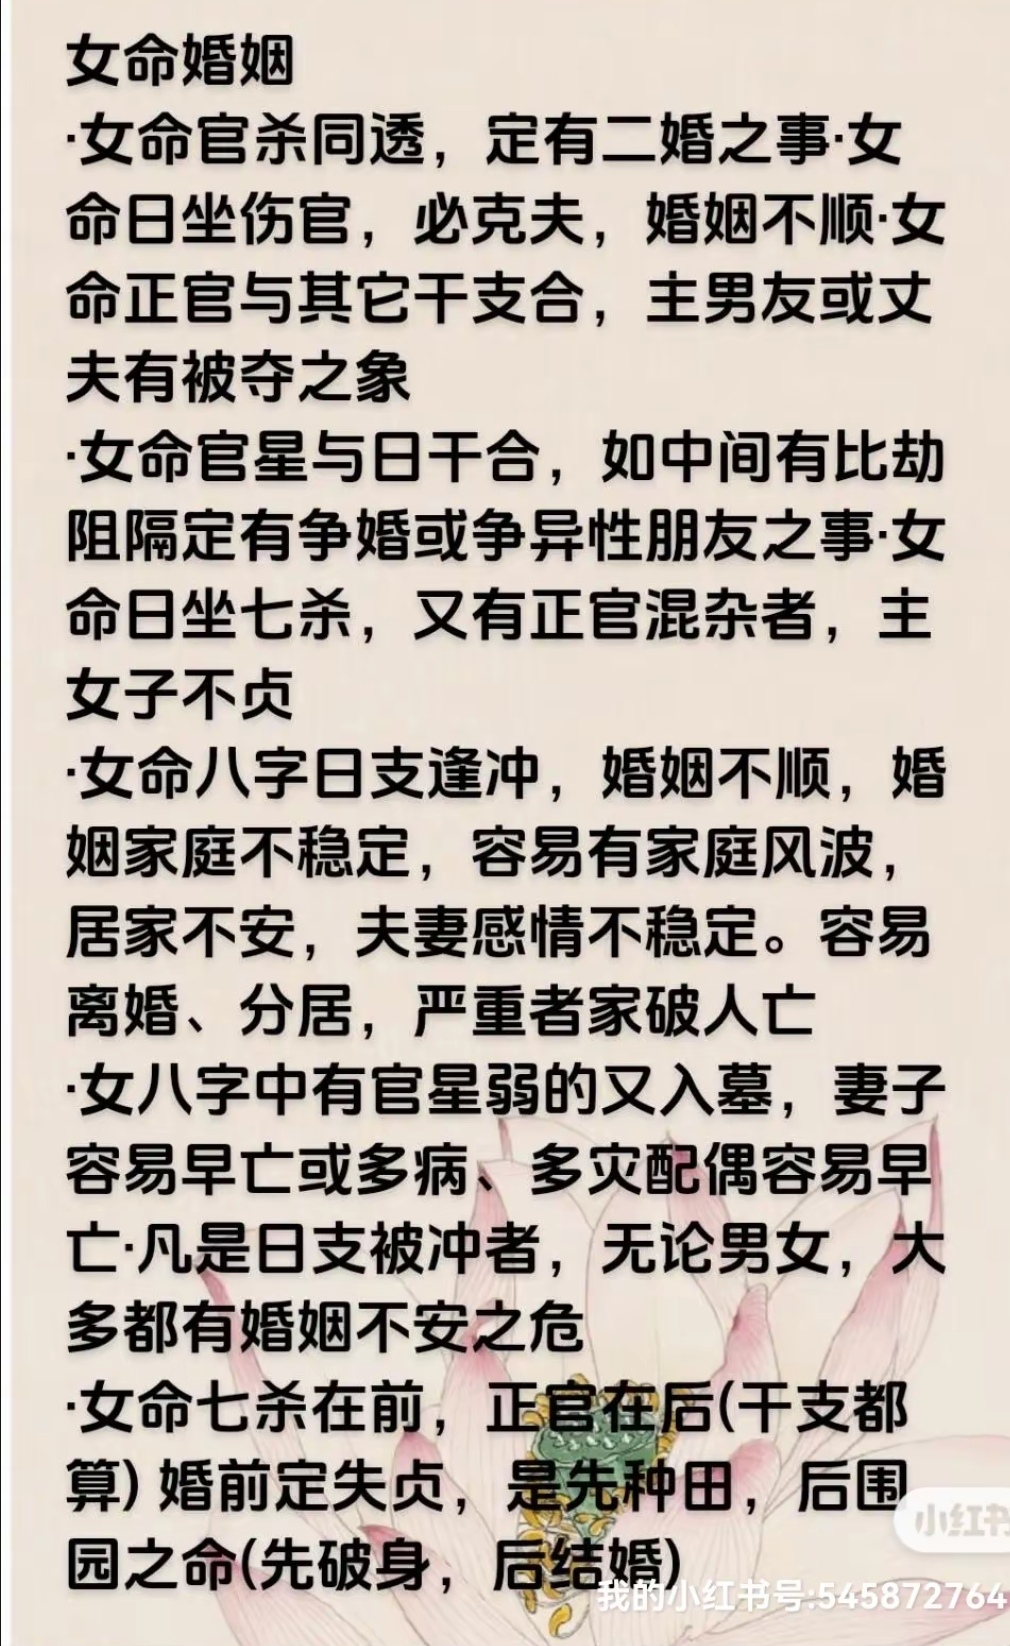 女命婚姻
·女命官杀同透，定有二婚之事·女
命日坐伤官，必克夫，婚姻不顺·女
命正官与其它干支合，主男友或丈
夫有被夺之象
·女命官星与日干合，如中间有比劫
阻隔定有争婚或争异性朋友之事·女
命日坐七杀，又有正官混杂者，主
女子不贞
·女命八字日支逢冲，婚姻不顺，婚
姻家庭不稳定，容易有家庭风波，
居家不安，夫妻感情不稳定。容易
离婚、分居，严重者家破人亡
·女八字中有官星弱的又入墓，妻子
容易早亡或多病、多灾配偶容易早
亡·凡是日支被冲者，无论男女，大
多都有婚姻不安之危
·女命七杀在前，正官在后(干支都
算) 婚前定失贞，是先种田，后围
园之命(先破身，后结婚)
小红书
我的小红书号:545872764